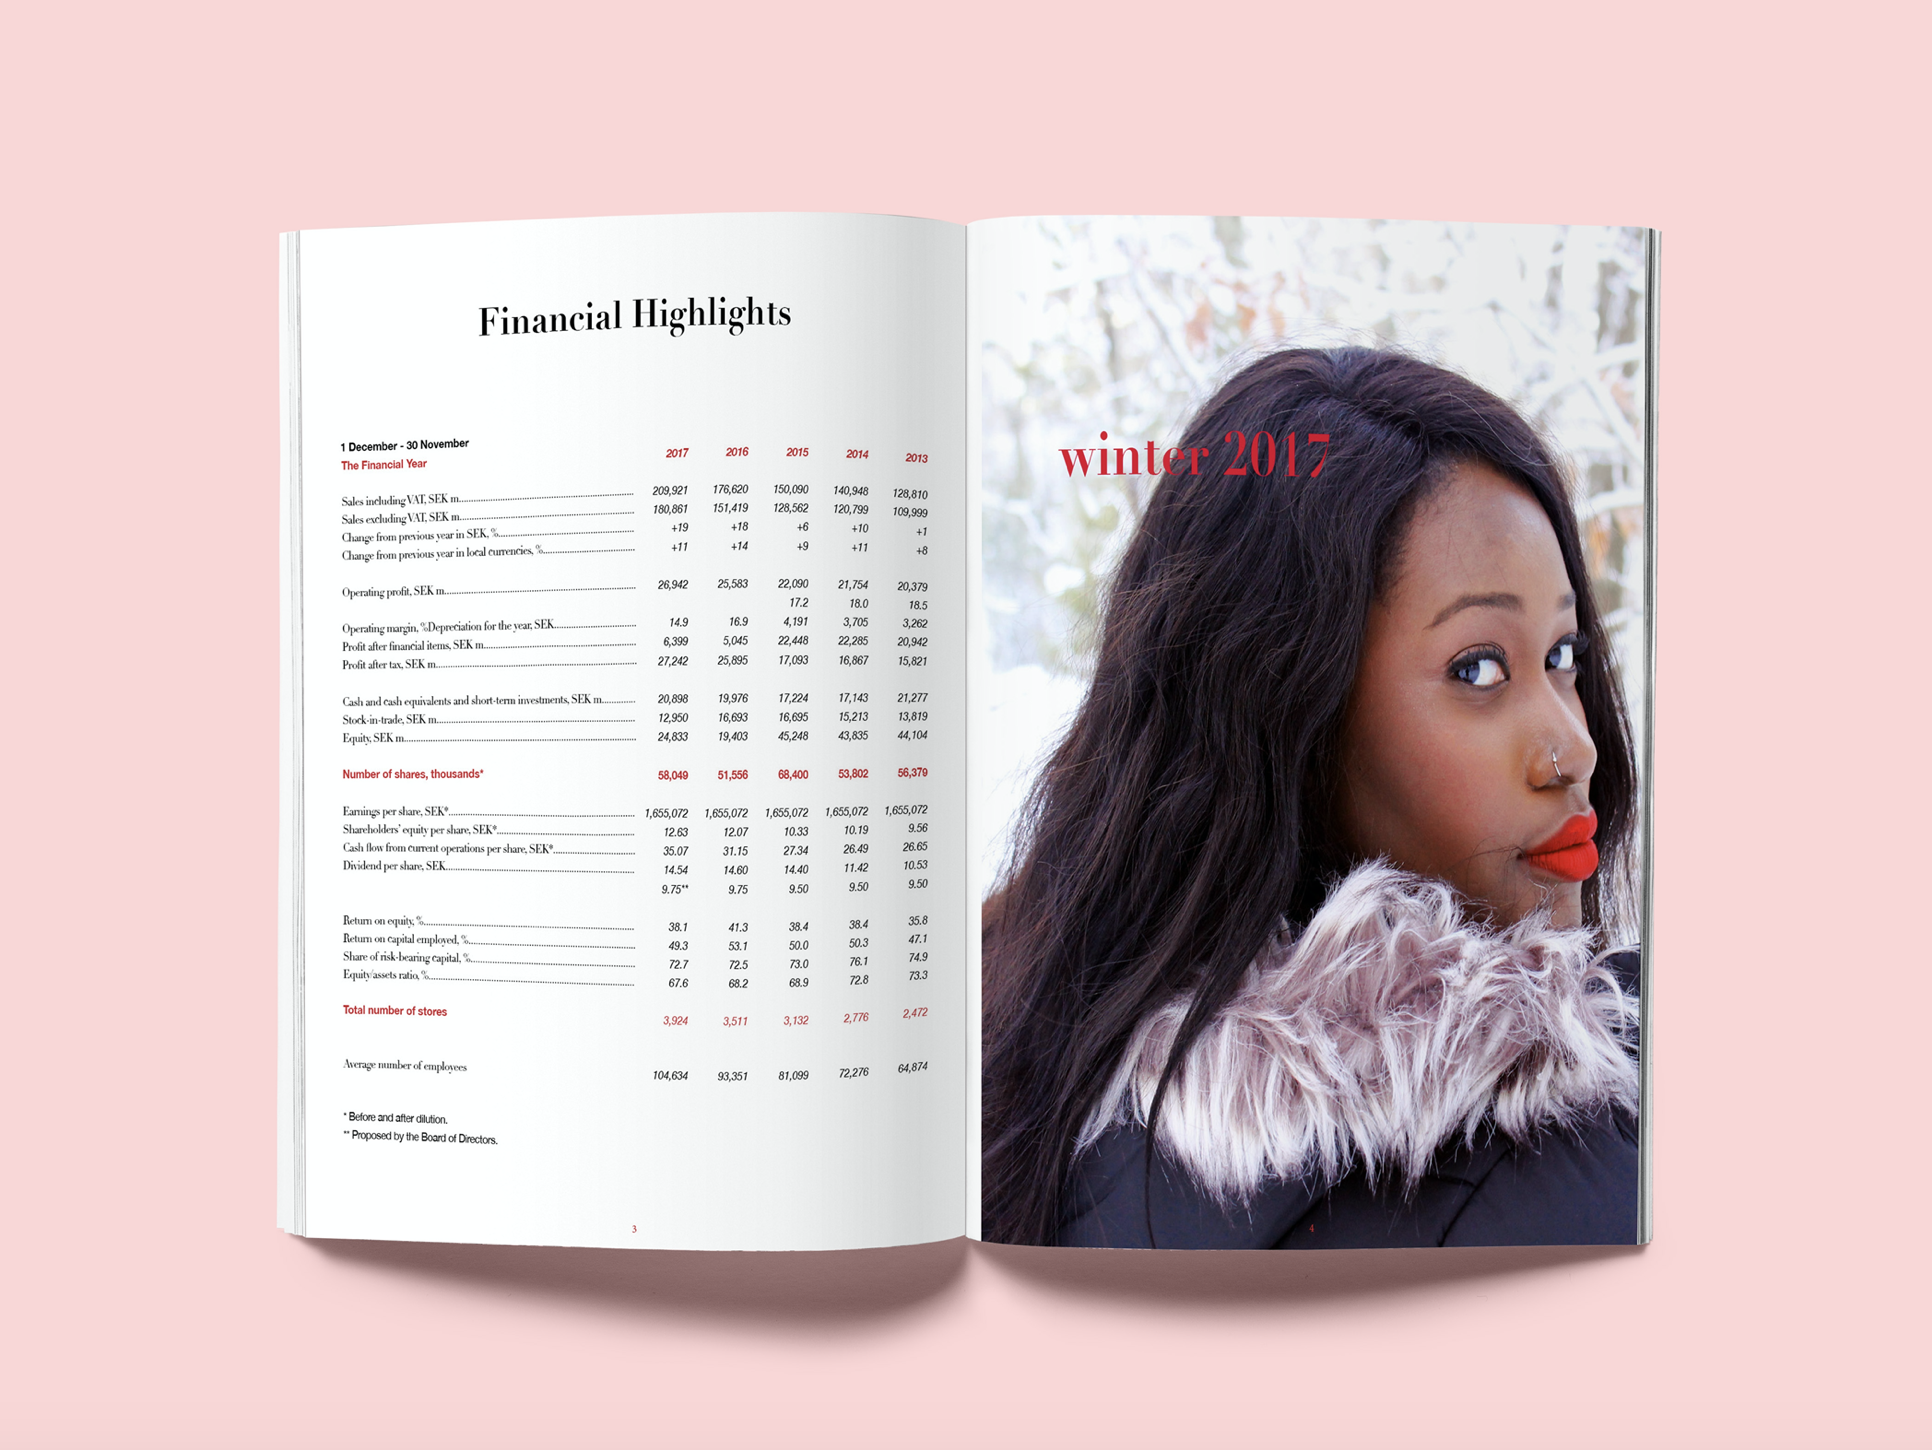 Financial Highlights
1 December - 30 November
The Financial Year 2017 2016 2015 2014 2013
Sales including VAT, SEK m 209,921 176,620 150,090 140,948 128,810
Sales excluding VAT, SEK m 180,861 151,419 128,562 120,799 109,999
Change from previous year in SEK, % +19 +18 +6 +10 +1
Change from previous year in local currencies, % +11 +14 +9 +11 +8
Operating profit, SEK m 26,942 25,583 22,090 21,754 20,379
17.2 18.0 18.5
Operating margin, %Depreciation for the year, SEK 14.9 16.9 4,191 3,705 3,262
Profit after financial items, SEK m 6,399 5,045 22,448 22,285 20,942
Profit after tax, SEK m 27,242 25,895 17,093 16,867 15,821
Cash and cash equivalents and short-term investments, SEK m 20,898 19,976 17,224 17,143 21,277
Stock-in-trade, SEK m 12,950 16,693 16,695 15,213 13,819
Equity, SEK m 24,833 19,403 45,248 43,835 44,104
Number of shares, thousands* 58,049 51,556 68,400 53,802 56,379
Earnings per share, SEK* 1,655,072 1,655,072 1,655,072 1,655,072 1,655,072
Shareholders' equity per share, SEK* 12.63 12.07 10.33 10.19 9.56
Cash flow from current operations per share, SEK* 35.07 31.15 27.34 26.49 26.65
Dividend per share, SEK 14.54 14.60 14.40 11.42 10.53
9.75** 9.75 9.50 9.50 9.50
Return on equity, % 38.1 41.3 38.4 38.4 35.8
Return on capital employed, % 49.3 53.1 50.0 50.3 47.1
Share of risk-bearing capital, % 72.7 72.5 73.0 76.1 74.9
Equity/assets ratio, % 67.6 68.2 68.9 72.8 73.3
Total number of stores 3,924 3,511 3,132 2,776 2,472
Average number of employees 104,634 93,351 81,099 72,276 64,874
* Before and after dilution.
** Proposed by the Board of Directors.
3
winter 2017
4